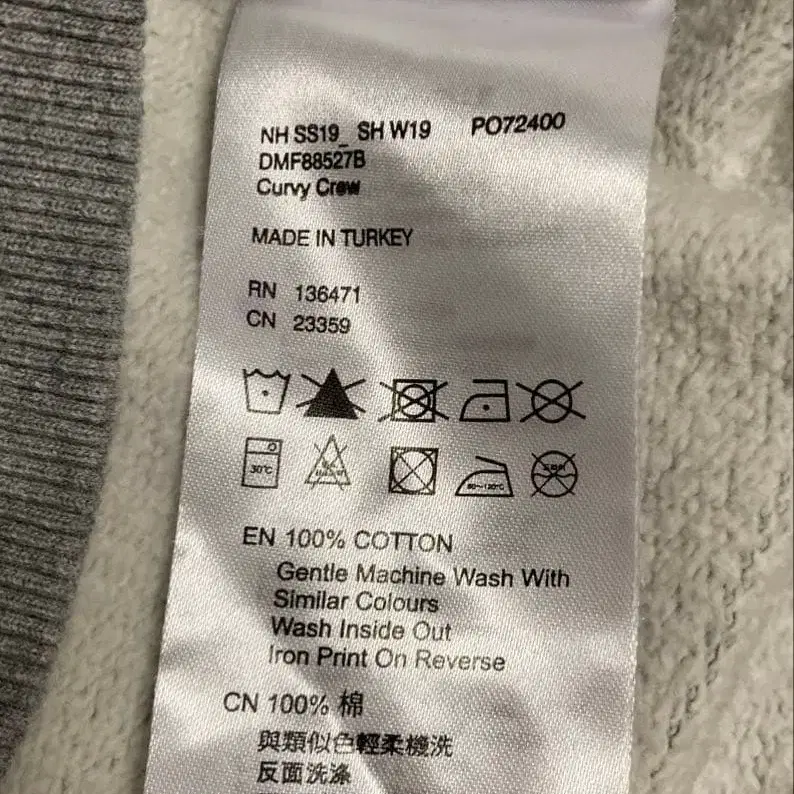 NH SS19_ SH W19 PO72400
DMF88527B
Curvy Crew
MADE IN TURKEY
RN 136471
CN 23359
30℃
80~120℃
EN 100% COTTON
Gentle Machine Wash With
Similar Colours
Wash Inside Out
Iron Print On Reverse
CN 100% 棉
與類似色輕柔機洗
反面洗滌